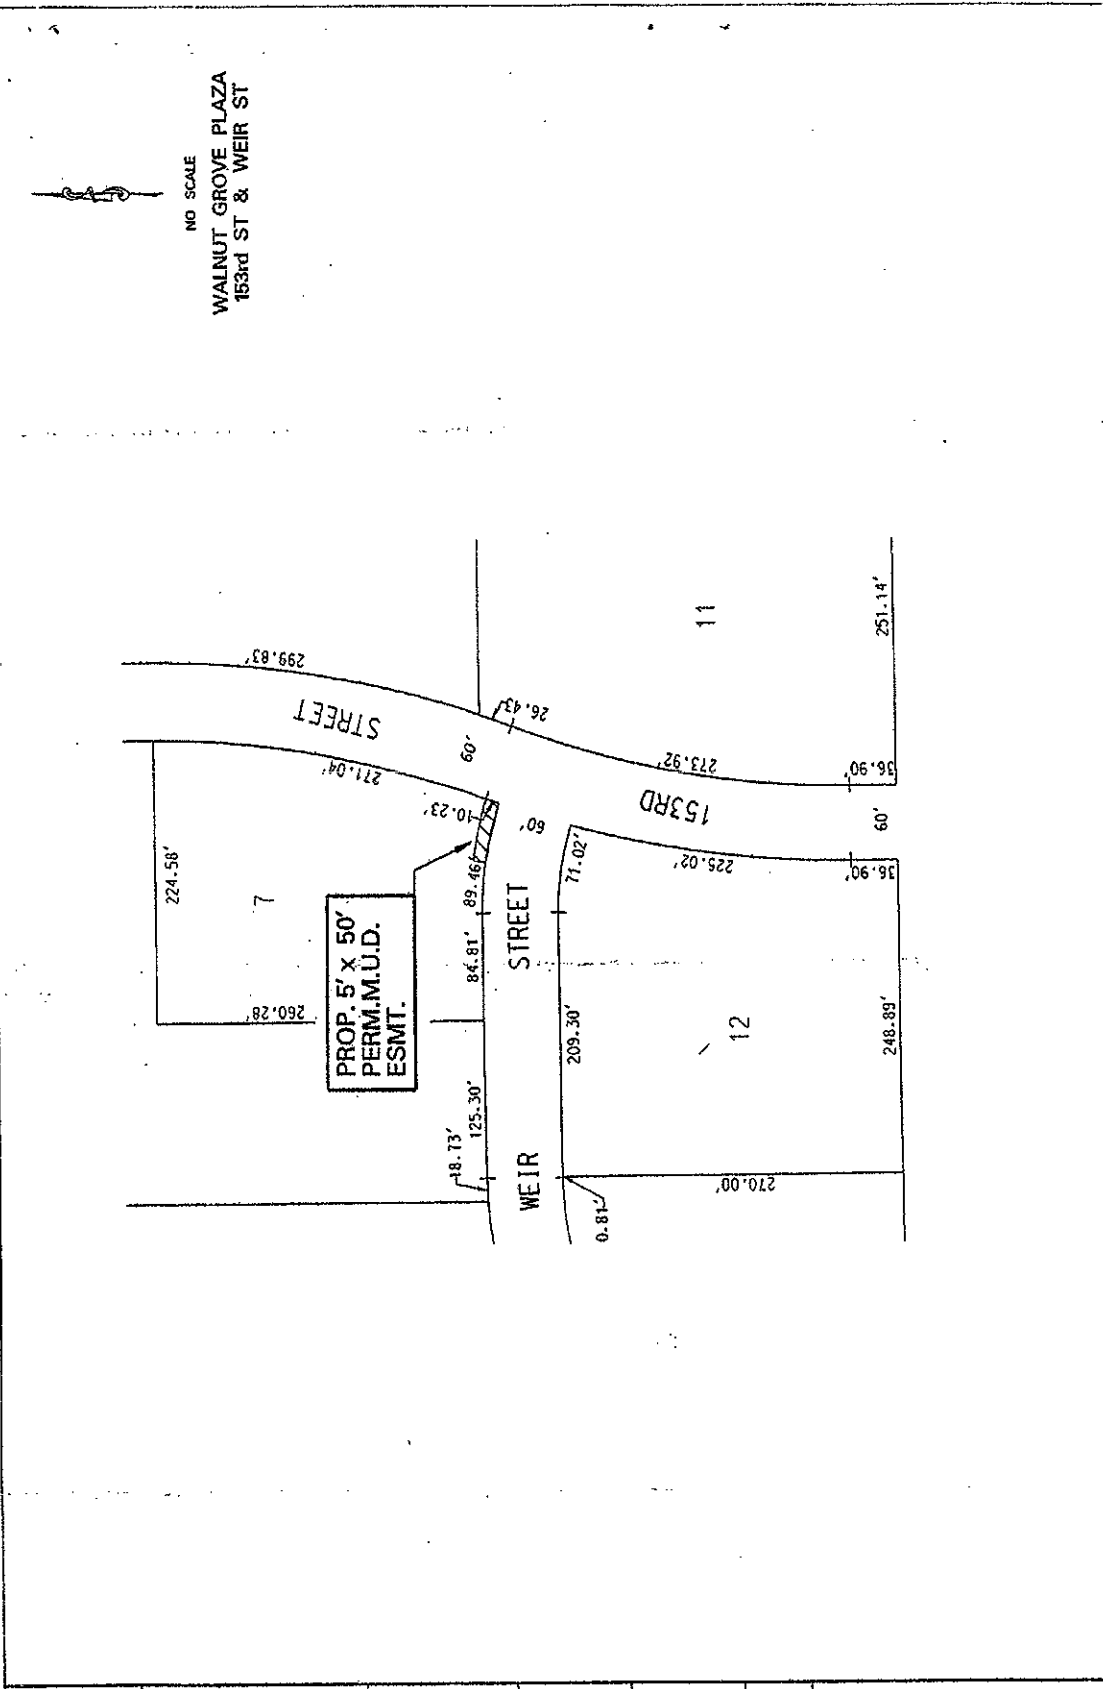 NO SCALE
WALNUT GROVE PLAZA
153rd ST & WEIR ST
299.83'
STREET
271.04'
60'
26.43'
10.23'
224.58'
7
260.28'
PROP. 5' x 50'
PERM.M.U.D.
ESMT.
89.46'
84.81'
125.30'
18.73'
WEIR
STREET
60'
71.02'
209.30'
0.81'
153RD
273.92'
225.02'
36.90'
36.90'
60'
11
251.14'
12
270.00'
248.89'